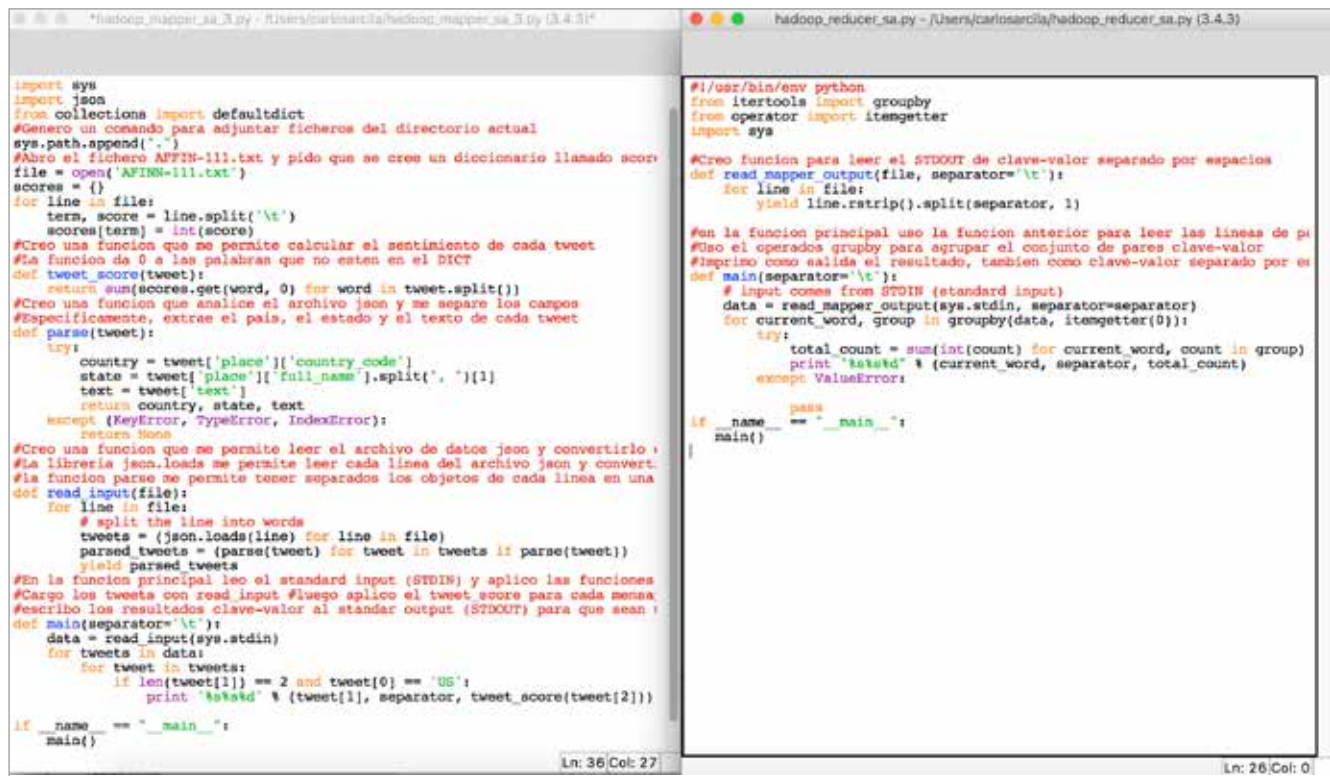 *hadoop_mapper_sa_3.py - /Users/carlosarcila/hadoop_mapper_sa_3.py (3.4.3)*
import sys
import json
from collections import defaultdict
#Genero un comando para adjuntar ficheros del directorio actual
sys.path.append(".")
#Abro el fichero AFFIN-111.txt y pido que se cree un diccionario llamado scor
file = open('AFINN-111.txt')
scores = {}
for line in file:
    term, score = line.split('\t')
    scores[term] = int(score)
#Creo una funcion que me permite calcular el sentimiento de cada tweet
#La funcion da 0 a las palabras que no esten en el DICT
def tweet_score(tweet):
    return sum(scores.get(word, 0) for word in tweet.split())
#Creo una funcion que analice el archivo json y me separe los campos
#Especificamente, extrae el pais, el estado y el texto de cada tweet
def parse(tweet):
    try:
        country = tweet['place']['country_code']
        state = tweet['place']['full_name'].split(", ")[1]
        text = tweet['text']
        return country, state, text
    except (KeyError, TypeError, IndexError):
        return None
#Creo una funcion que me permite leer el archivo de datos json y convertirlo
#La libreria json.loads me permite leer cada linea del archivo json y convert
#la funcion parse me permite tener separados los objetos de cada linea en una
def read_input(file):
    for line in file:
        # split the line into words
        tweets = (json.loads(line) for line in file)
        parsed_tweets = (parse(tweet) for tweet in tweets if parse(tweet))
        yield parsed_tweets
#En la funcion principal leo el standard input (STDIN) y aplico las funciones
#Cargo los tweets con read_input #luego aplico el tweet_score para cada mensa
#escribo los resultados clave-valor al standar output (STDOUT) para que sean
def main(separator='\t'):
    data = read_input(sys.stdin)
    for tweets in data:
        for tweet in tweets:
            if len(tweet[1]) == 2 and tweet[0] == 'US':
                print '%s%s%d' % (tweet[1], separator, tweet_score(tweet[2]))
if __name__ == "__main__":
    main()
Ln: 36 Col: 27
hadoop_reducer_sa.py - /Users/carlosarcila/hadoop_reducer_sa.py (3.4.3)
#!/usr/bin/env python
from itertools import groupby
from operator import itemgetter
import sys
#Creo funcion para leer el STDOUT de clave-valor separado por espacios
def read_mapper_output(file, separator='\t'):
    for line in file:
        yield line.rstrip().split(separator, 1)
#en la funcion principal uso la funcion anterior para leer las lineas de p
#Uso el operados grupby para agrupar el conjunto de pares clave-valor
#Imprimo como salida el resultado, tambien como clave-valor separado por es
def main(separator='\t'):
    # input comes from STDIN (standard input)
    data = read_mapper_output(sys.stdin, separator=separator)
    for current_word, group in groupby(data, itemgetter(0)):
        try:
            total_count = sum(int(count) for current_word, count in group)
            print "%s%s%d" % (current_word, separator, total_count)
        except ValueError:
            pass
if __name__ == "__main__":
    main()
Ln: 26 Col: 0